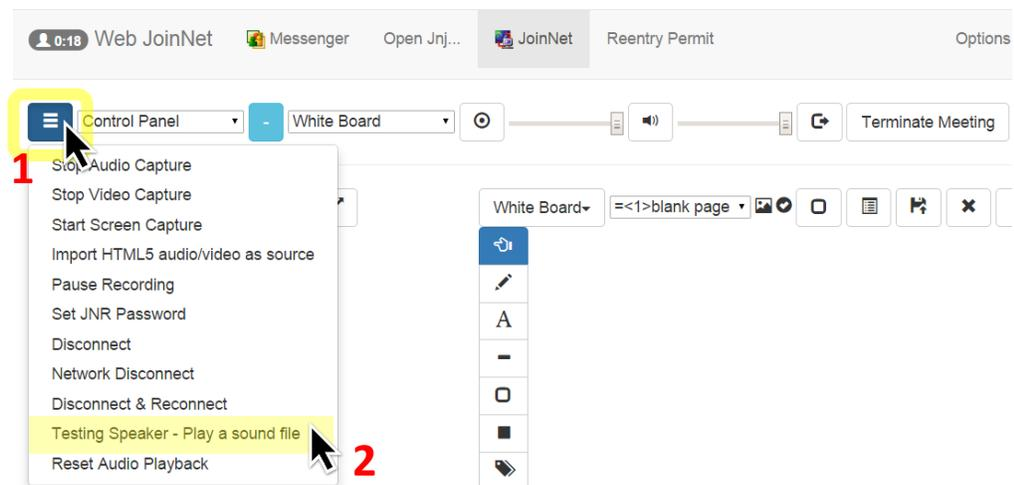 0:18 Web JoinNet Messenger Open Jnj... JoinNet Reentry Permit Options
Control Panel - White Board Terminate Meeting
1
Stop Audio Capture
Stop Video Capture
Start Screen Capture
Import HTML5 audio/video as source
Pause Recording
Set JNR Password
Disconnect
Network Disconnect
Disconnect & Reconnect
Testing Speaker - Play a sound file
2
Reset Audio Playback
White Board =<1>blank page
A